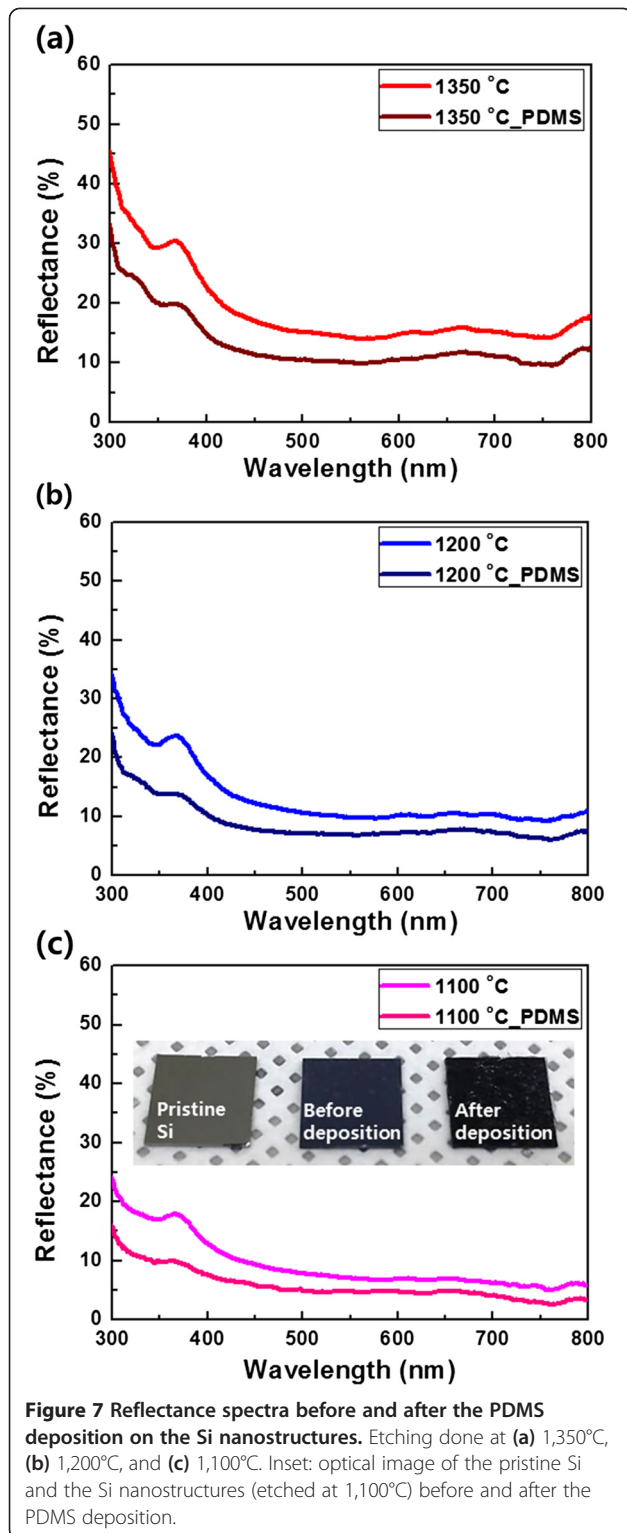 (a)
60
50
40
30
20
10
0
Reflectance (%)
1350 °C
1350 °C_PDMS
300 400 500 600 700 800
Wavelength (nm)
(b)
60
50
40
30
20
10
0
Reflectance (%)
1200 °C
1200 °C_PDMS
300 400 500 600 700 800
Wavelength (nm)
(c)
60
50
40
30
20
10
0
Reflectance (%)
1100 °C
1100 °C_PDMS
Pristine
Si
Before
deposition
After
deposition
300 400 500 600 700 800
Wavelength (nm)
Figure 7 Reflectance spectra before and after the PDMS
deposition on the Si nanostructures. Etching done at (a) 1,350°C,
(b) 1,200°C, and (c) 1,100°C. Inset: optical image of the pristine Si
and the Si nanostructures (etched at 1,100°C) before and after the
PDMS deposition.